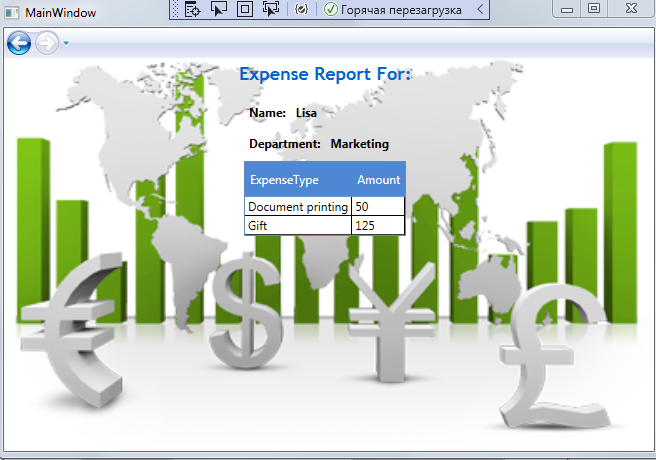 MainWindow
Горячая перезагрузка
Expense Report For:
Name: Lisa
Department: Marketing
ExpenseType Amount
Document printing 50
Gift 125